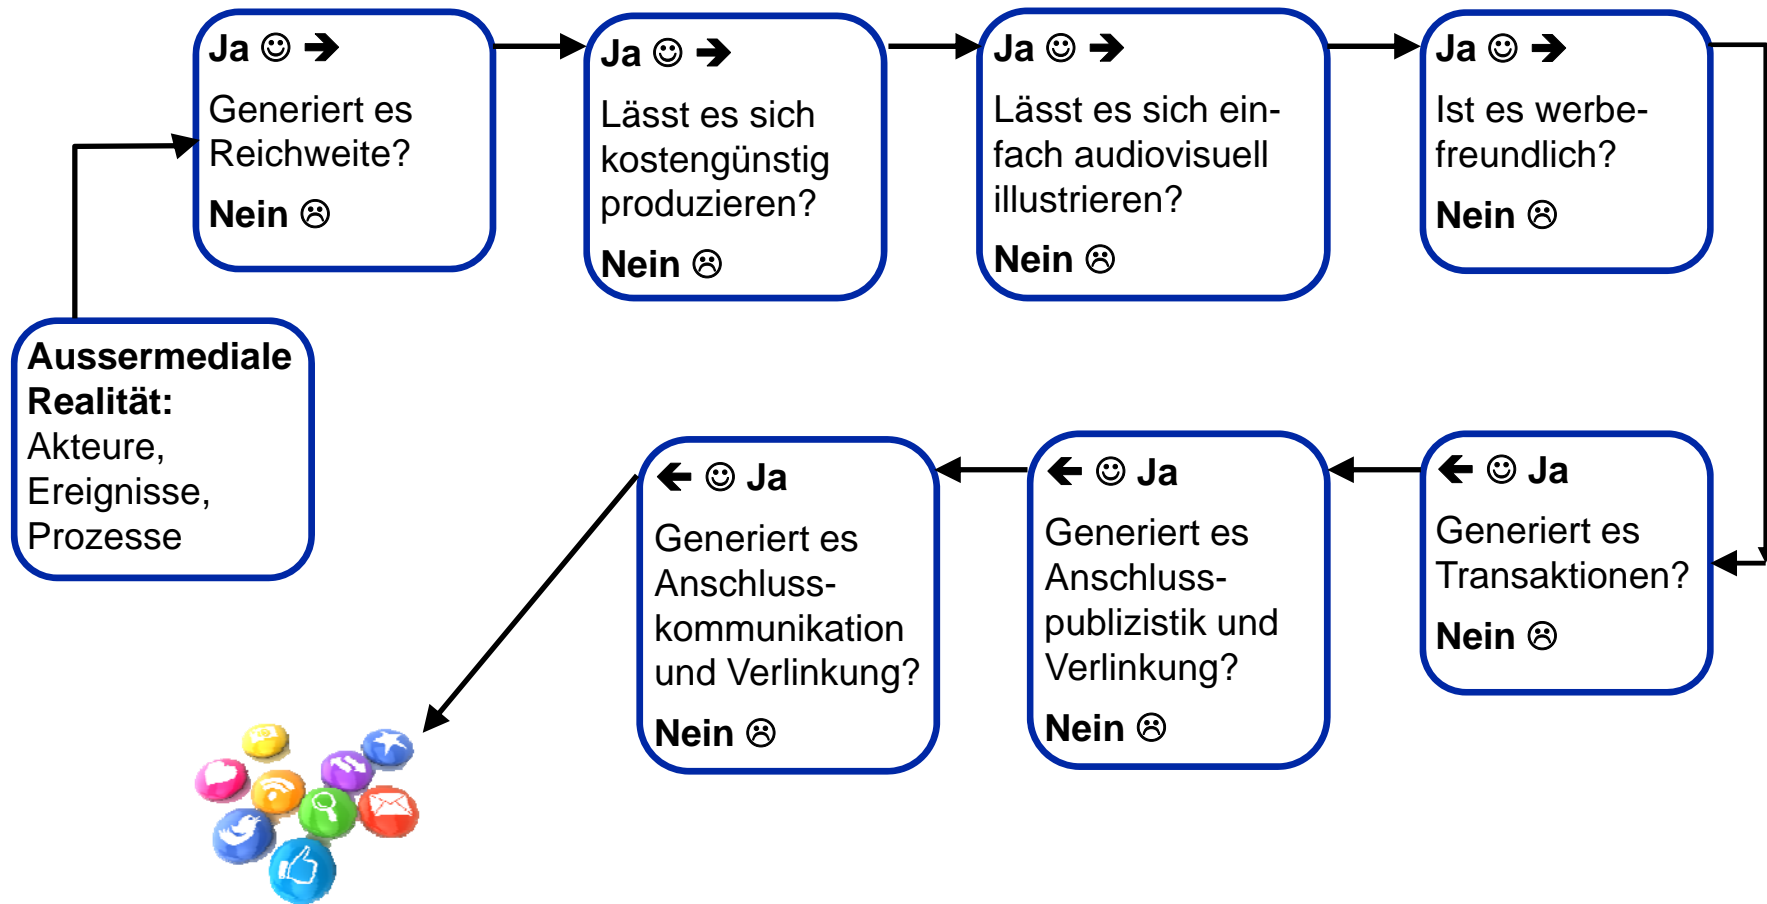 Ja ☺ ➔
Generiert es
Reichweite?
Nein ☹
Ja ☺ ➔
Lässt es sich
kostengünstig
produzieren?
Nein ☹
Ja ☺ ➔
Lässt es sich ein-
fach audiovisuell
illustrieren?
Nein ☹
Ja ☺ ➔
Ist es werbe-
freundlich?
Nein ☹
Aussermediale
Realität:
Akteure,
Ereignisse,
Prozesse
🡸 ☺ Ja
Generiert es
Transaktionen?
Nein ☹
🡸 ☺ Ja
Generiert es
Anschluss-
publizistik und
Verlinkung?
Nein ☹
🡸 ☺ Ja
Generiert es
Anschluss-
kommunikation
und Verlinkung?
Nein ☹